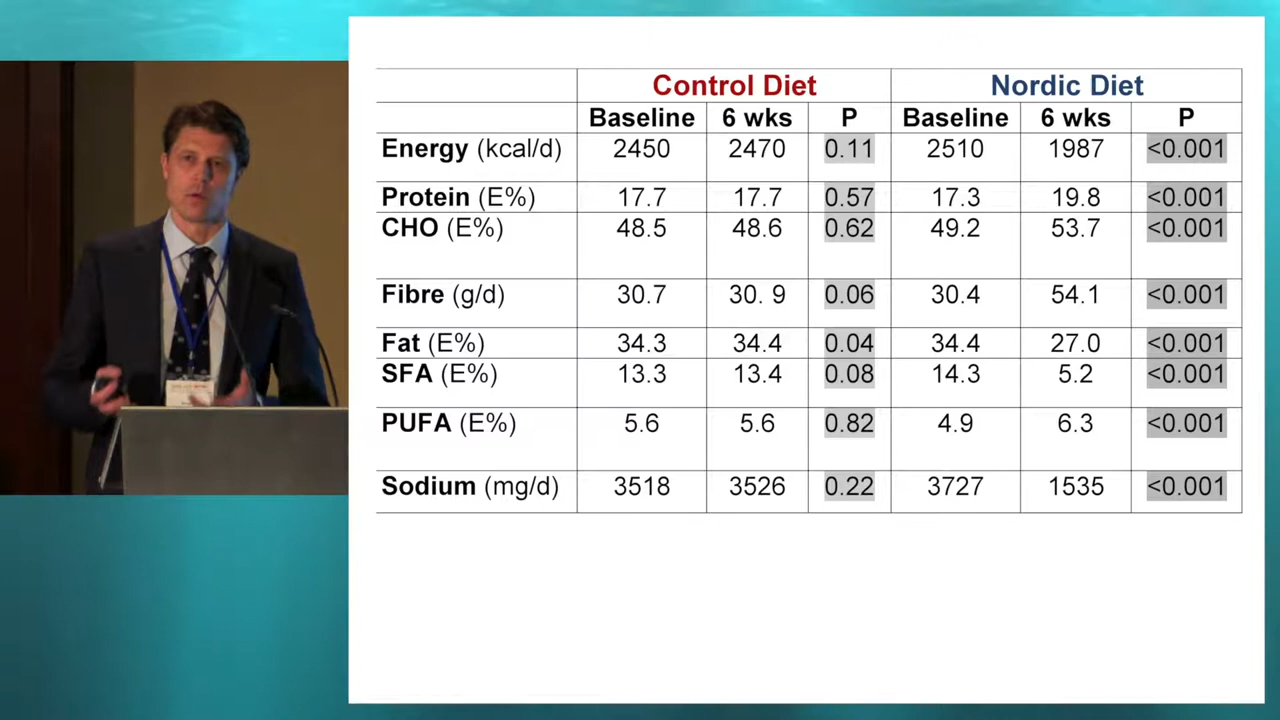 Control Diet Nordic Diet
Baseline 6 wks P Baseline 6 wks P
Energy (kcal/d) 2450 2470 0.11 2510 1987 <0.001
Protein (E%) 17.7 17.7 0.57 17.3 19.8 <0.001
CHO (E%) 48.5 48.6 0.62 49.2 53.7 <0.001
Fibre (g/d) 30.7 30. 9 0.06 30.4 54.1 <0.001
Fat (E%) 34.3 34.4 0.04 34.4 27.0 <0.001
SFA (E%) 13.3 13.4 0.08 14.3 5.2 <0.001
PUFA (E%) 5.6 5.6 0.82 4.9 6.3 <0.001
Sodium (mg/d) 3518 3526 0.22 3727 1535 <0.001